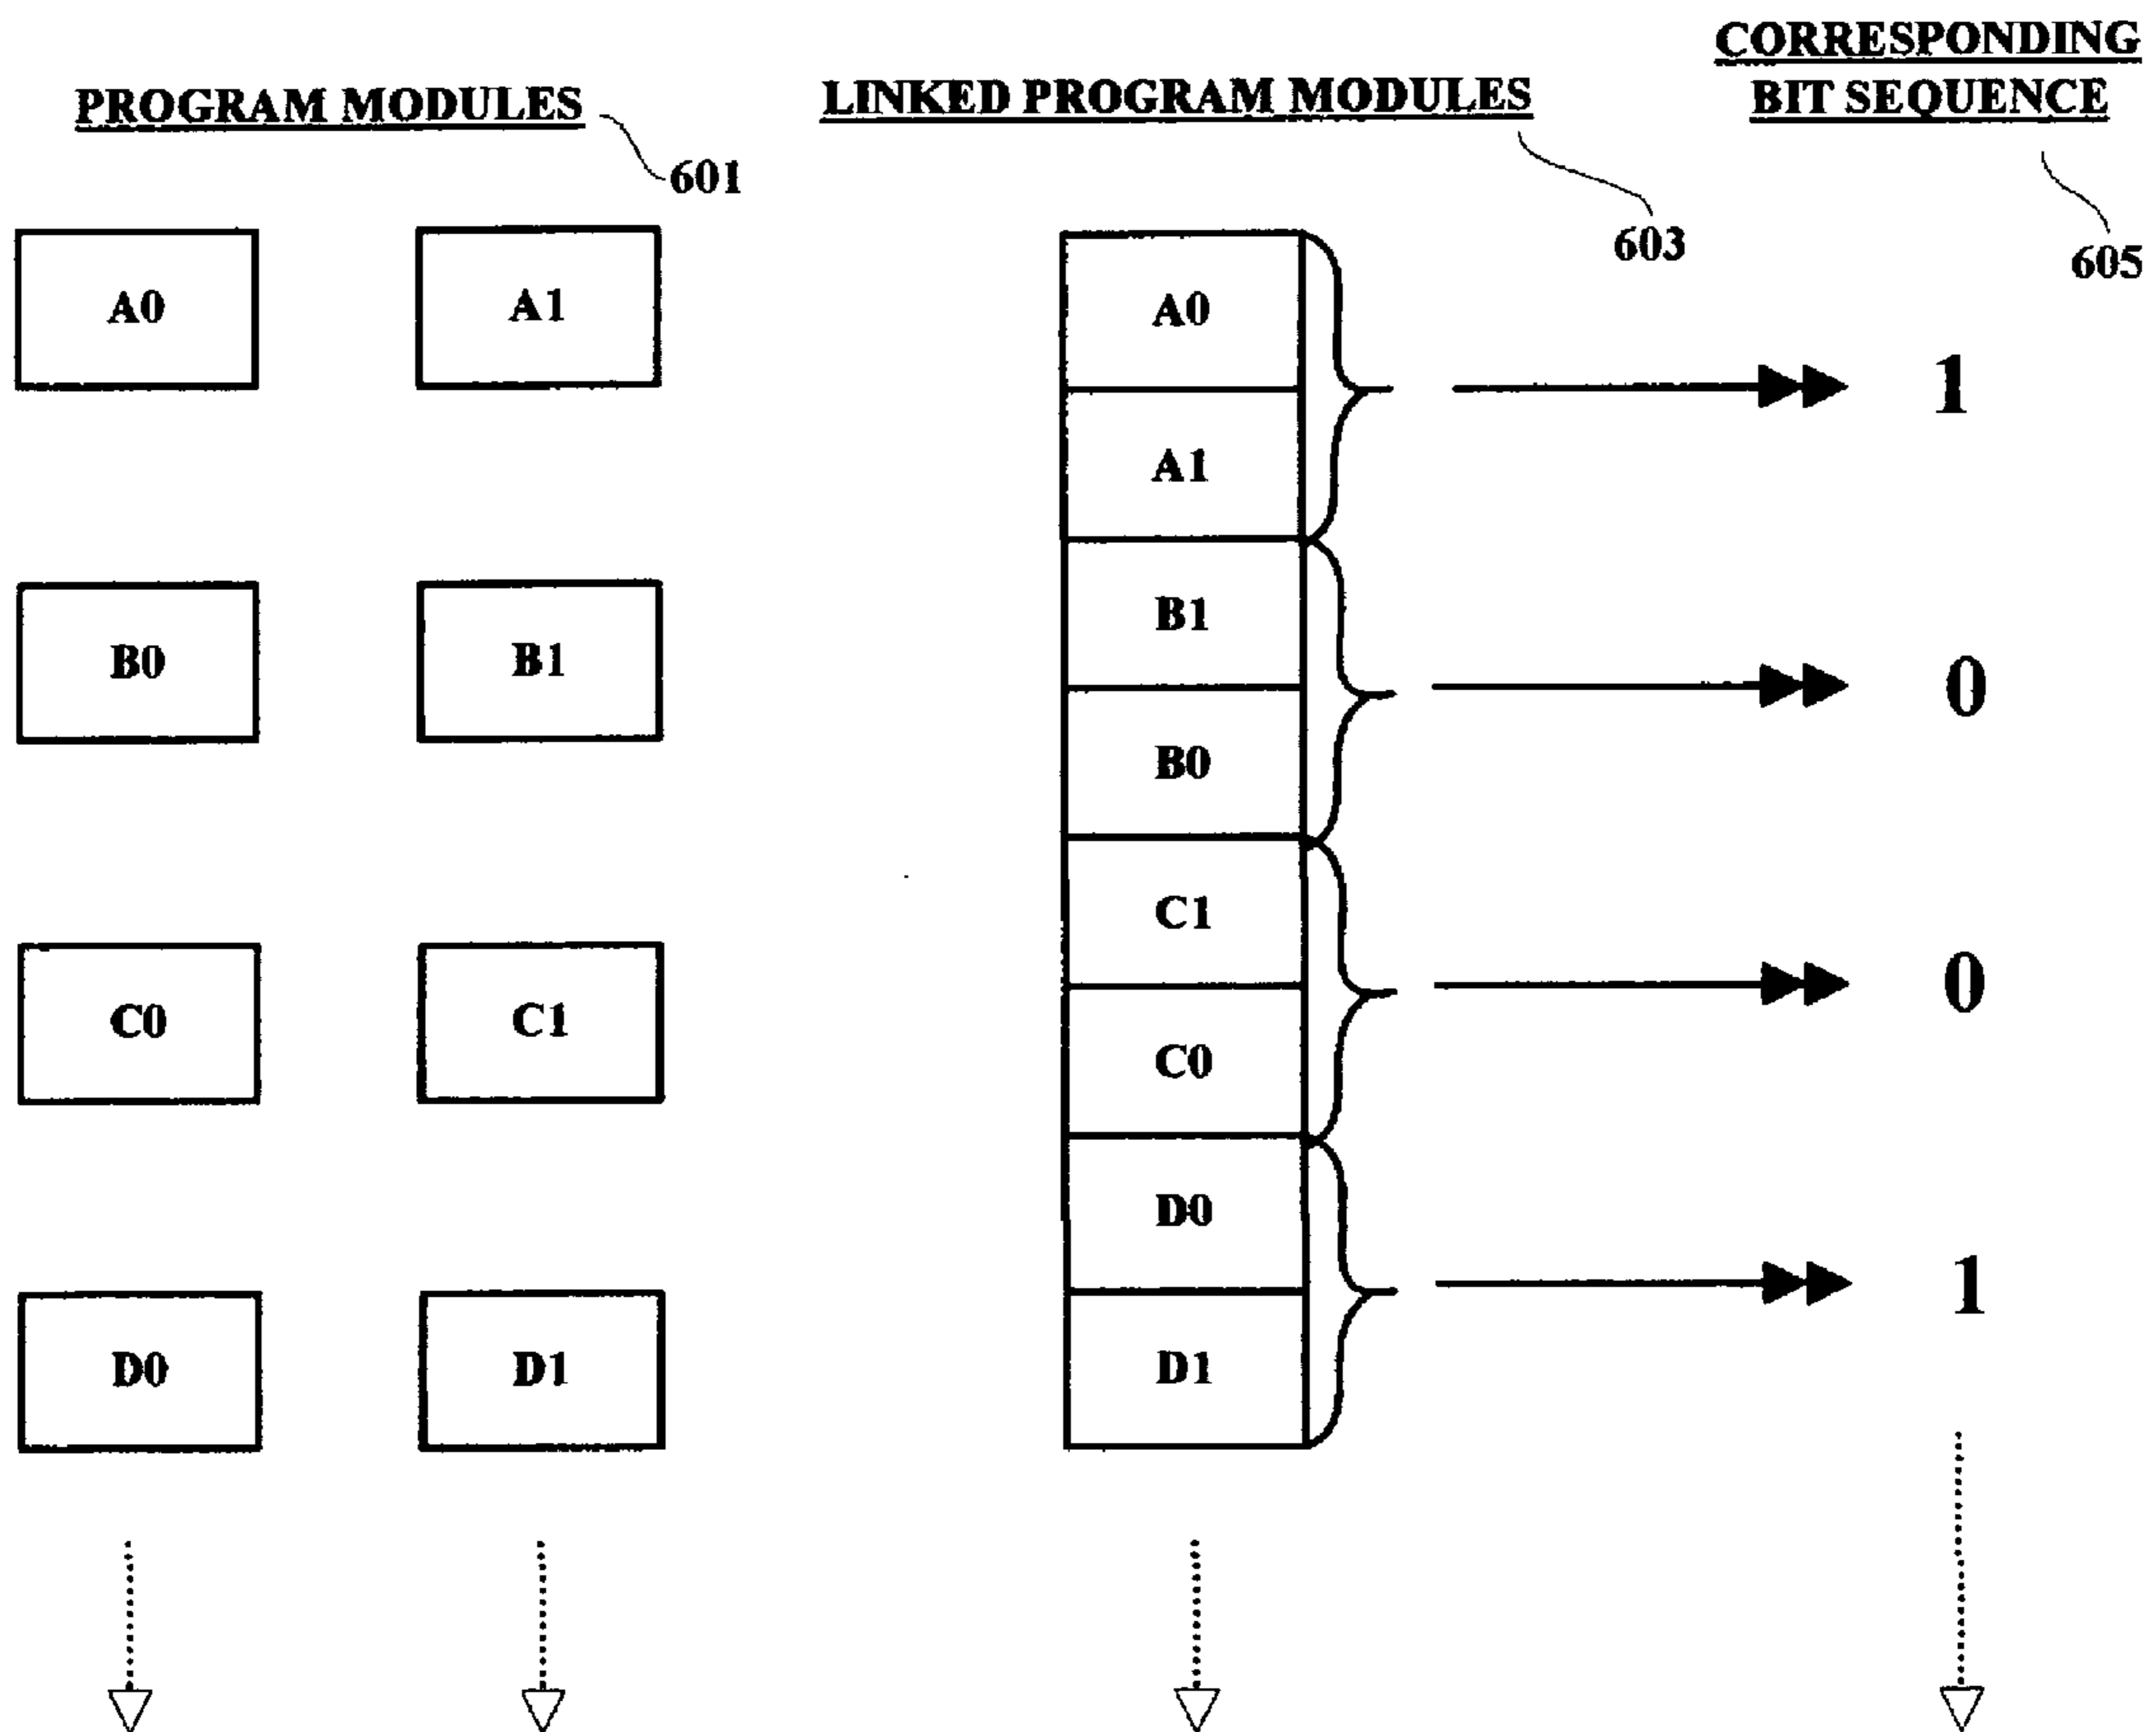 PROGRAM MODULES
601
A0
A1
B0
B1
C0
C1
D0
D1
LINKED PROGRAM MODULES
603
A0
A1
B1
B0
C1
C0
D0
D1
CORRESPONDING
BIT SEQUENCE
605
1
0
0
1